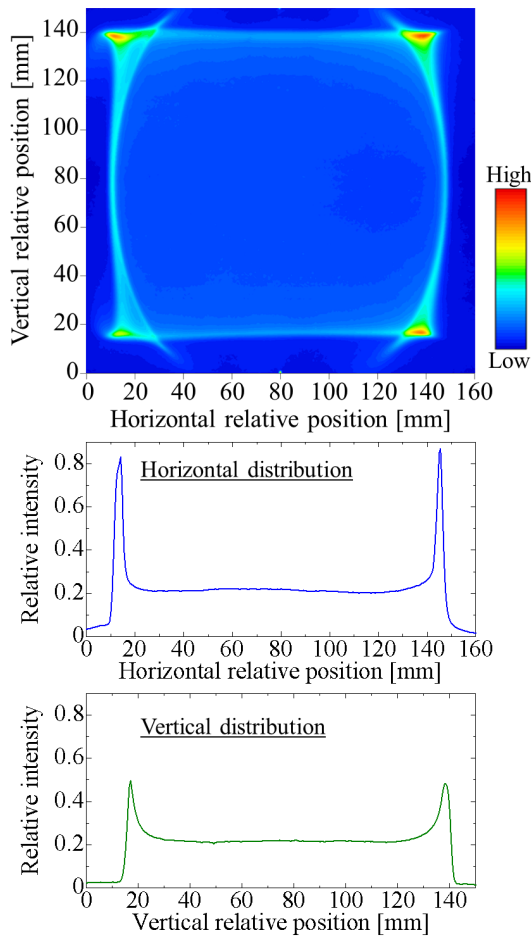 140
120
100
80
60
40
20
0
Vertical relative position [mm]
0 20 40 60 80 100 120 140 160
Horizontal relative position [mm]
High
Low
0.8
0.6
0.4
0.2
0
Relative intensity
Horizontal distribution
0 20 40 60 80 100 120 140 160
Horizontal relative position [mm]
0.8
0.6
0.4
0.2
0
Relative intensity
Vertical distribution
0 20 40 60 80 100 120 140
Vertical relative position [mm]